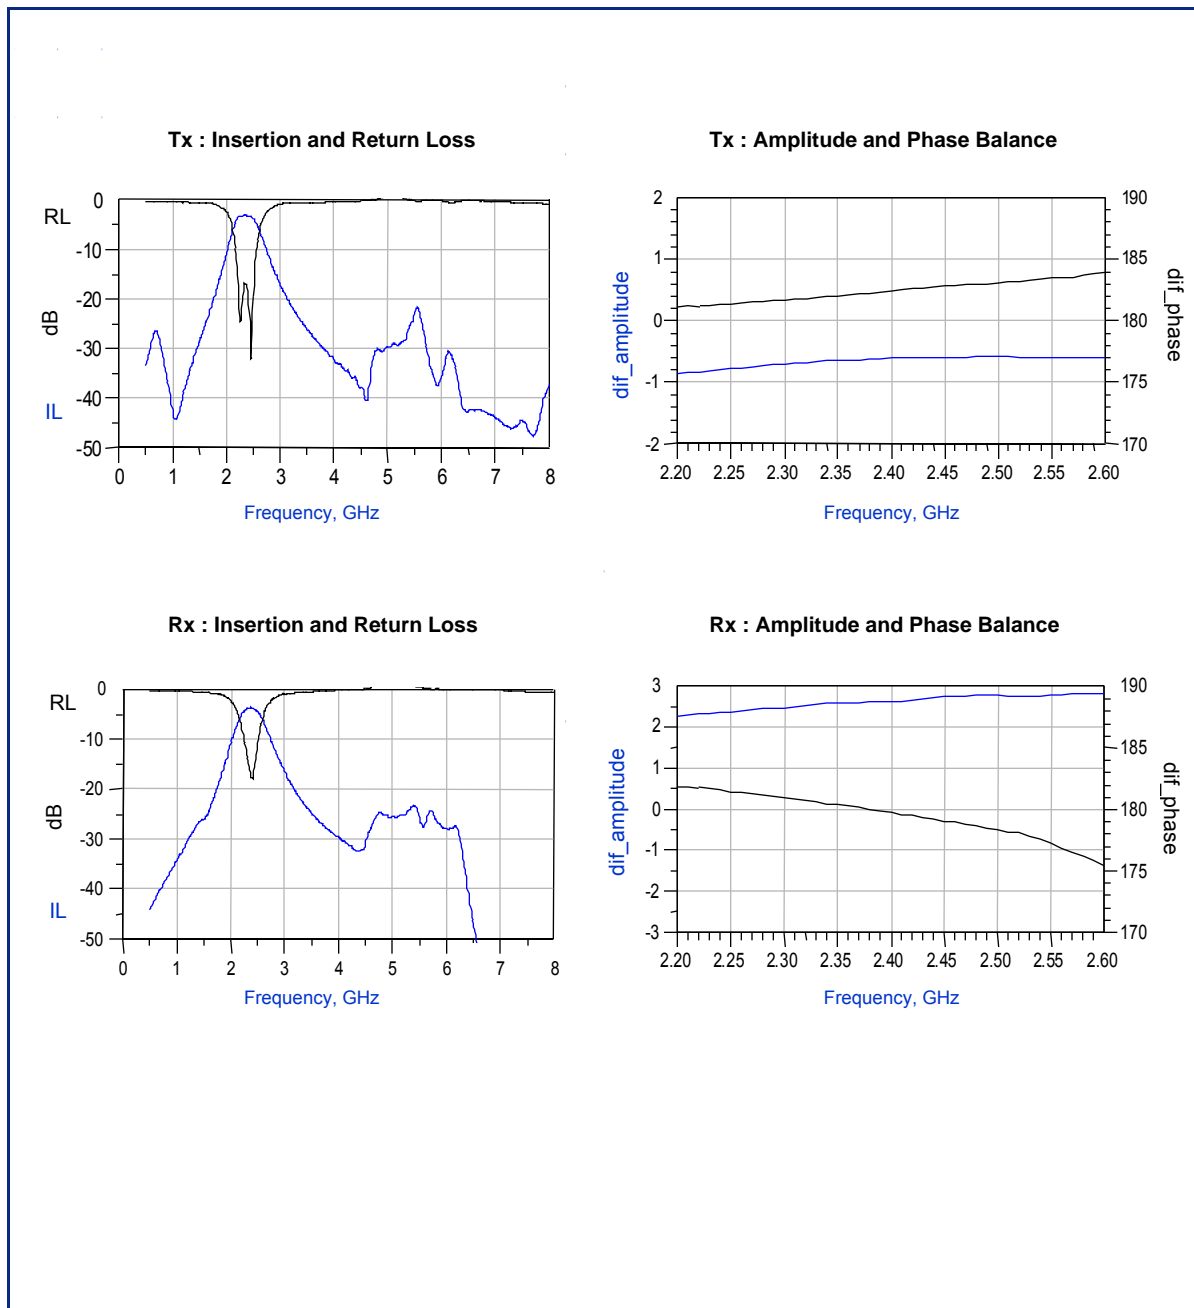 Tx : Insertion and Return Loss
RL
dB
IL
0
-10
-20
-30
-40
-50
0 1 2 3 4 5 6 7 8
Frequency, GHz
Tx : Amplitude and Phase Balance
dif_amplitude
2
1
0
-1
-2
190
185
180
175
170
dif_phase
2.20 2.25 2.30 2.35 2.40 2.45 2.50 2.55 2.60
Frequency, GHz
Rx : Insertion and Return Loss
RL
dB
IL
0
-10
-20
-30
-40
-50
0 1 2 3 4 5 6 7 8
Frequency, GHz
Rx : Amplitude and Phase Balance
dif_amplitude
3
2
1
0
-1
-2
-3
190
185
180
175
170
dif_phase
2.20 2.25 2.30 2.35 2.40 2.45 2.50 2.55 2.60
Frequency, GHz